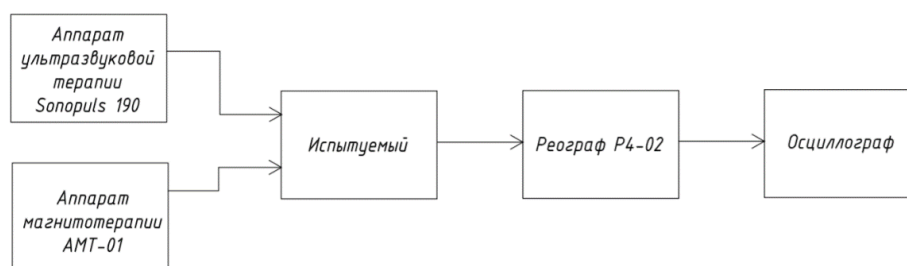 Аппарат
ультразвуковой
терапии
Sonopuls 190
Аппарат
магнитотерапии
АМТ-01
Испытуемый
Реограф Р4-02
Осциллограф